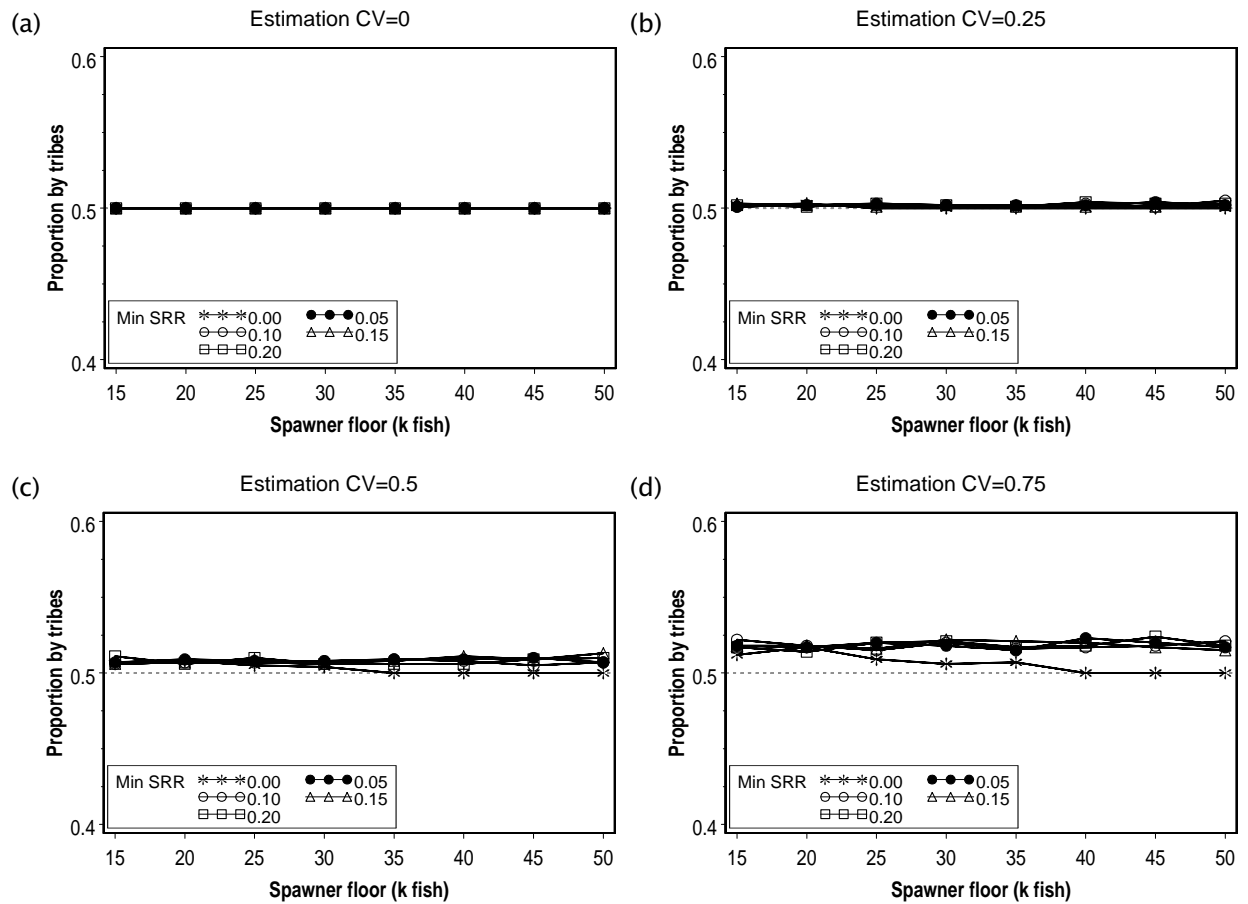 (a) Estimation CV=0
Proportion by tribes
0.6
0.5
0.4
Min SRR 0.00 0.05
0.10 0.15
0.20
15 20 25 30 35 40 45 50
Spawner floor (k fish)
(b) Estimation CV=0.25
Proportion by tribes
0.6
0.5
0.4
Min SRR 0.00 0.05
0.10 0.15
0.20
15 20 25 30 35 40 45 50
Spawner floor (k fish)
(c) Estimation CV=0.5
Proportion by tribes
0.6
0.5
0.4
Min SRR 0.00 0.05
0.10 0.15
0.20
15 20 25 30 35 40 45 50
Spawner floor (k fish)
(d) Estimation CV=0.75
Proportion by tribes
0.6
0.5
0.4
Min SRR 0.00 0.05
0.10 0.15
0.20
15 20 25 30 35 40 45 50
Spawner floor (k fish)